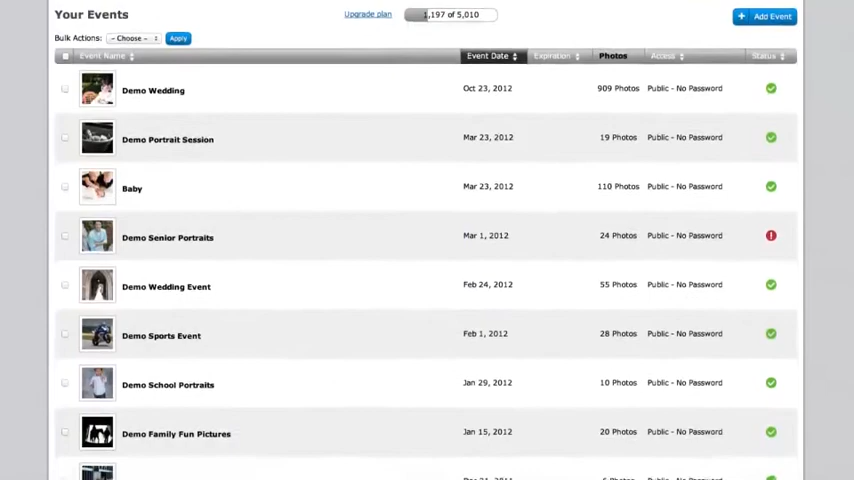 Your Events
Upgrade plan
1,197 of 5,010
+ Add Event
Bulk Actions:
- Choose -
Apply
Event Name
Event Date
Expiration
Photos
Access
Status
Demo Wedding
Oct 23, 2012
909 Photos
Public - No Password
Demo Portrait Session
Mar 23, 2012
19 Photos
Public - No Password
Baby
Mar 23, 2012
110 Photos
Public - No Password
Demo Senior Portraits
Mar 1, 2012
24 Photos
Public - No Password
Demo Wedding Event
Feb 24, 2012
55 Photos
Public - No Password
Demo Sports Event
Feb 1, 2012
28 Photos
Public - No Password
Demo School Portraits
Jan 29, 2012
10 Photos
Public - No Password
Demo Family Fun Pictures
Jan 15, 2012
20 Photos
Public - No Password